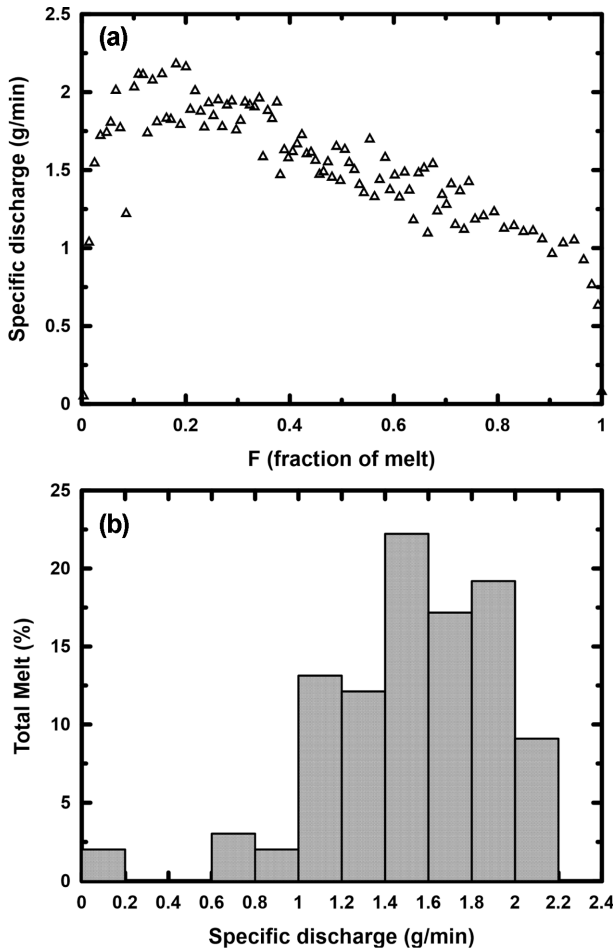 (a)
Specific discharge (g/min)
2.5
2
1.5
1
0.5
0
0 0.2 0.4 0.6 0.8 1
F (fraction of melt)
(b)
Total Melt (%)
25
20
15
10
5
0
0 0.2 0.4 0.6 0.8 1 1.2 1.4 1.6 1.8 2 2.2 2.4
Specific discharge (g/min)